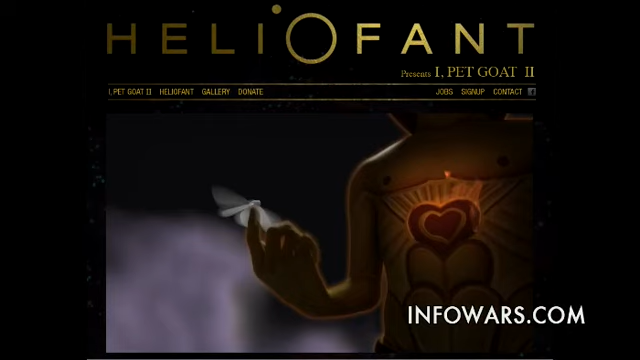 HELIOFANT
Presents I, PET GOAT II
I, PET GOAT II HELIOFANT GALLERY DONATE JOBS SIGNUP CONTACT f
INFOWARS.COM